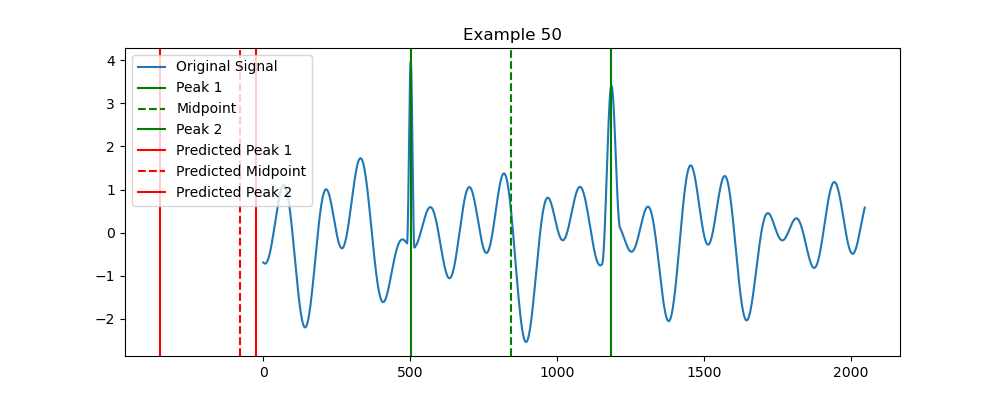 Example 50
Original Signal
Peak 1
Midpoint
Peak 2
Predicted Peak 1
Predicted Midpoint
Predicted Peak 2
4
3
2
1
0
−1
−2
0 500 1000 1500 2000